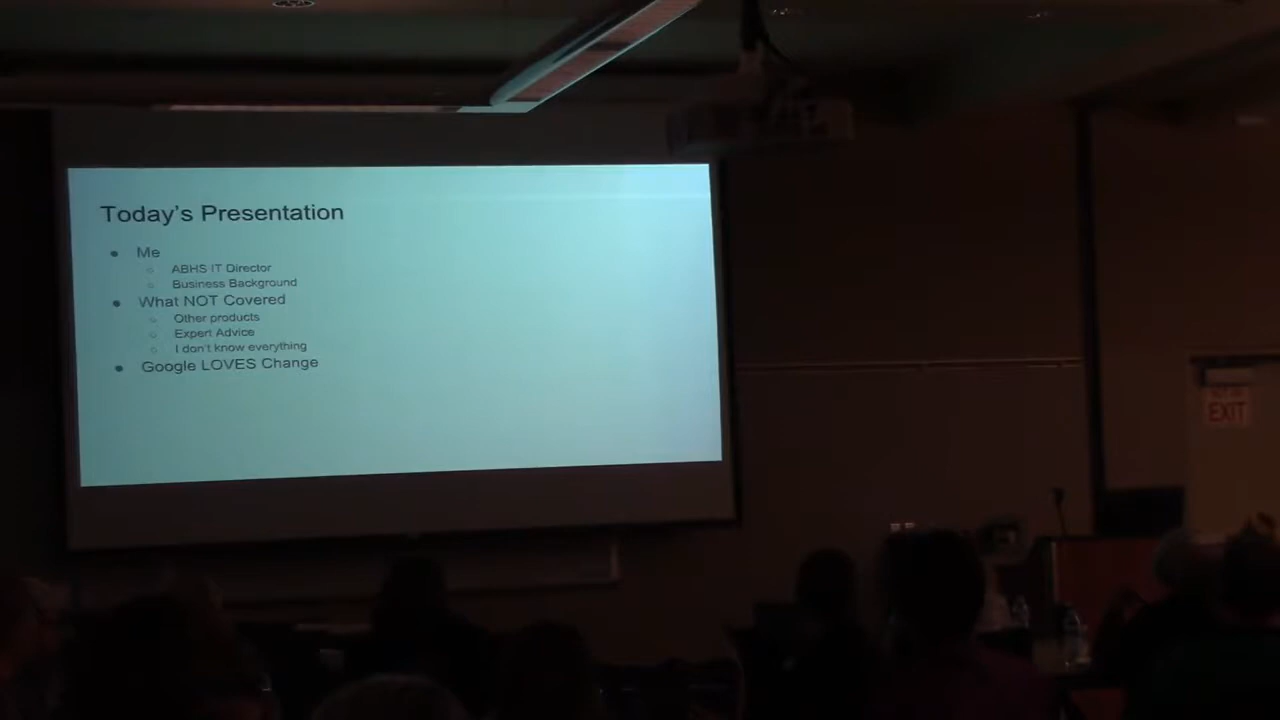 Today's Presentation
Me
ABHS IT Director
Business Background
What NOT Covered
Other products
Expert Advice
I don't know everything
Google LOVES Change
EXIT